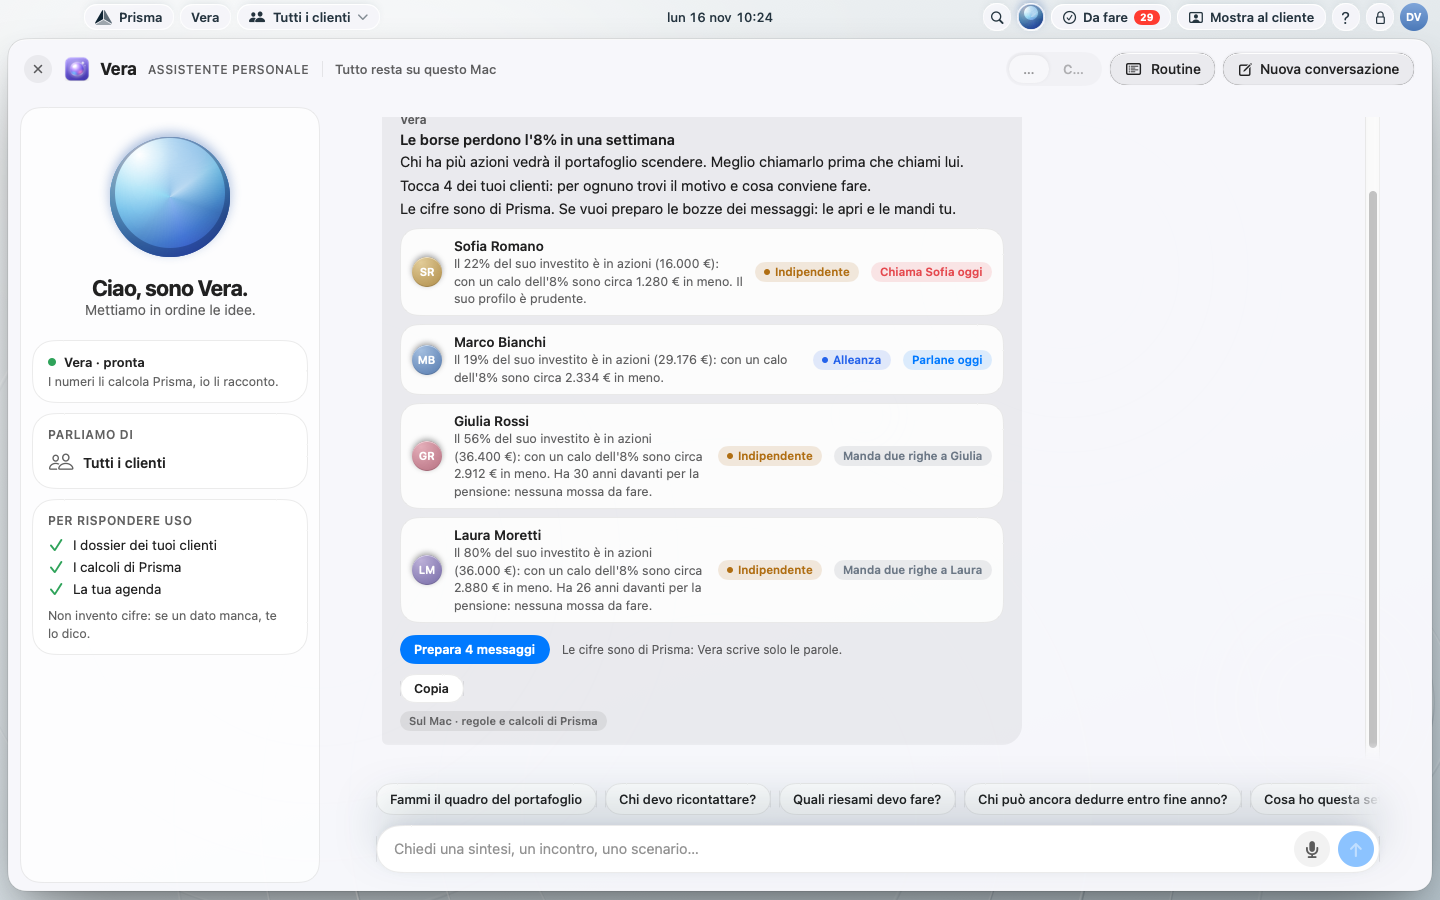 Prisma
Vera
Tutti i clienti
lun 16 nov 10:24
Da fare 29
Mostra al cliente
?
DV
Vera ASSISTENTE PERSONALE
Tutto resta su questo Mac
...
C...
Routine
Nuova conversazione
Ciao, sono Vera.
Mettiamo in ordine le idee.
Vera · pronta
I numeri li calcola Prisma, io li racconto.
PARLIAMO DI
Tutti i clienti
PER RISPONDERE USO
I dossier dei tuoi clienti
I calcoli di Prisma
La tua agenda
Non invento cifre: se un dato manca, te
lo dico.
Vera
Le borse perdono l'8% in una settimana
Chi ha più azioni vedrà il portafoglio scendere. Meglio chiamarlo prima che chiami lui.
Tocca 4 dei tuoi clienti: per ognuno trovi il motivo e cosa conviene fare.
Le cifre sono di Prisma. Se vuoi preparo le bozze dei messaggi: le apri e le mandi tu.
SR
Sofia Romano
Il 22% del suo investito è in azioni (16.000 €):
con un calo dell'8% sono circa 1.280 € in meno. Il
suo profilo è prudente.
Indipendente
Chiama Sofia oggi
MB
Marco Bianchi
Il 19% del suo investito è in azioni (29.176 €): con un calo
dell'8% sono circa 2.334 € in meno.
Alleanza
Parlane oggi
GR
Giulia Rossi
Il 56% del suo investito è in azioni
(36.400 €): con un calo dell'8% sono circa
2.912 € in meno. Ha 30 anni davanti per la
pensione: nessuna mossa da fare.
Indipendente
Manda due righe a Giulia
LM
Laura Moretti
Il 80% del suo investito è in azioni
(36.000 €): con un calo dell'8% sono circa
2.880 € in meno. Ha 26 anni davanti per la
pensione: nessuna mossa da fare.
Indipendente
Manda due righe a Laura
Prepara 4 messaggi
Le cifre sono di Prisma: Vera scrive solo le parole.
Copia
Sul Mac · regole e calcoli di Prisma
Fammi il quadro del portafoglio
Chi devo ricontattare?
Quali riesami devo fare?
Chi può ancora dedurre entro fine anno?
Cosa ho questa se
Chiedi una sintesi, un incontro, uno scenario...